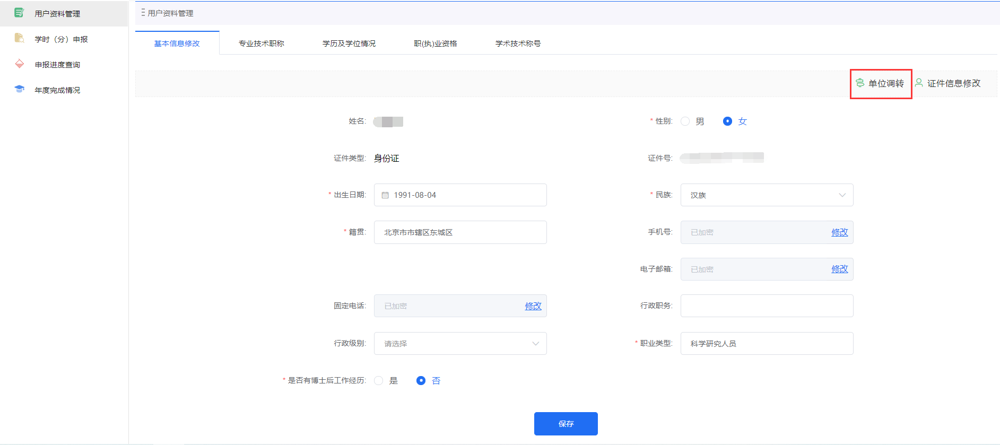 用户资料管理
学时（分）申报
申报进度查询
年度完成情况
用户资料管理
基本信息修改 专业技术职称 学历及学位情况 职(执)业资格 学术技术称号
单位调转 证件信息修改
姓名: * 性别: 男 女
证件类型: 身份证 证件号:
* 出生日期: 1991-08-04 * 民族: 汉族
* 籍贯: 北京市市辖区东城区 手机号: 已加密 修改
电子邮箱: 已加密 修改
固定电话: 已加密 修改 行政职务:
行政级别: 请选择 * 职业类型: 科学研究人员
* 是否有博士后工作经历: 是 否
保存